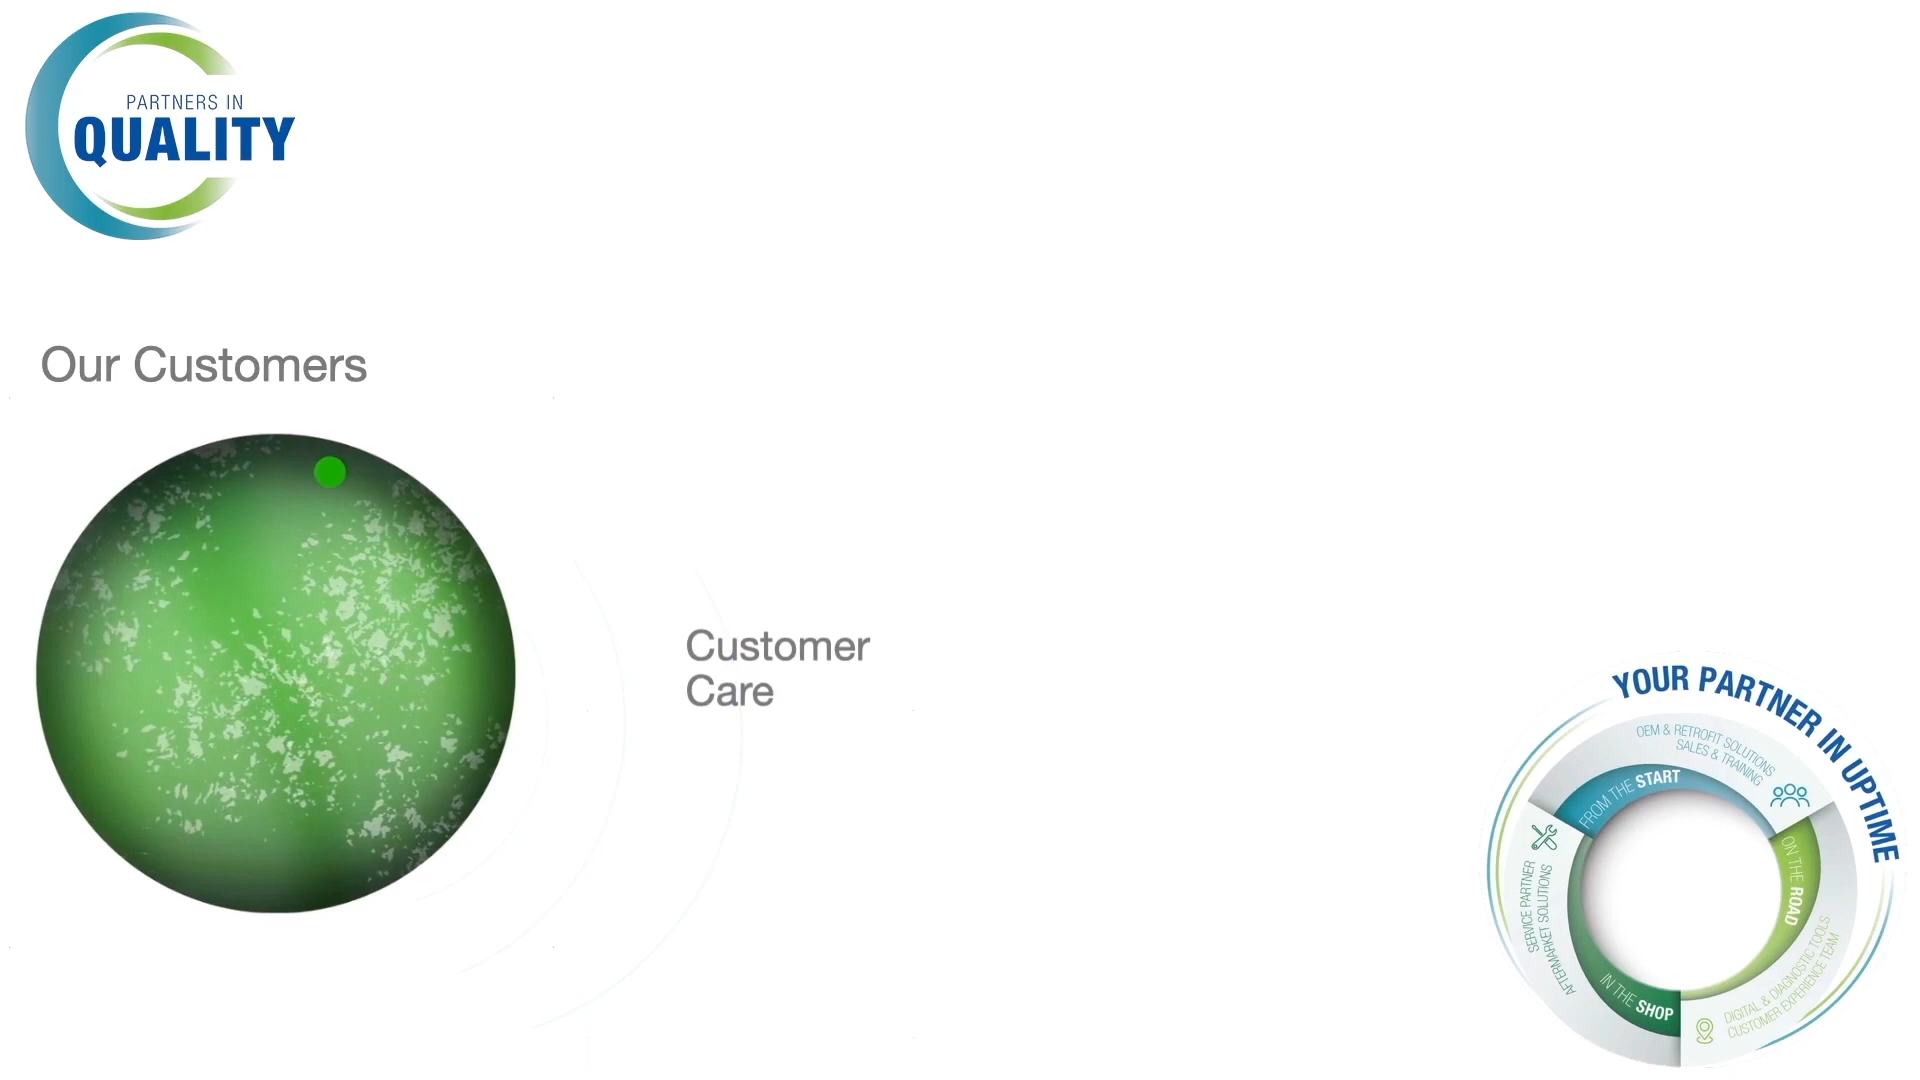 PARTNERS IN
QUALITY
Our Customers
Customer
Care
YOUR PARTNER IN UPTIME
OEM & RETROFIT SOLUTIONS
SALES & TRAINING
FROM THE START
ON THE ROAD
DIGITAL & DIAGNOSTIC TOOLS
CUSTOMER EXPERIENCE TEAM
IN THE SHOP
SERVICE PARTNER
AFTERMARKET SOLUTIONS